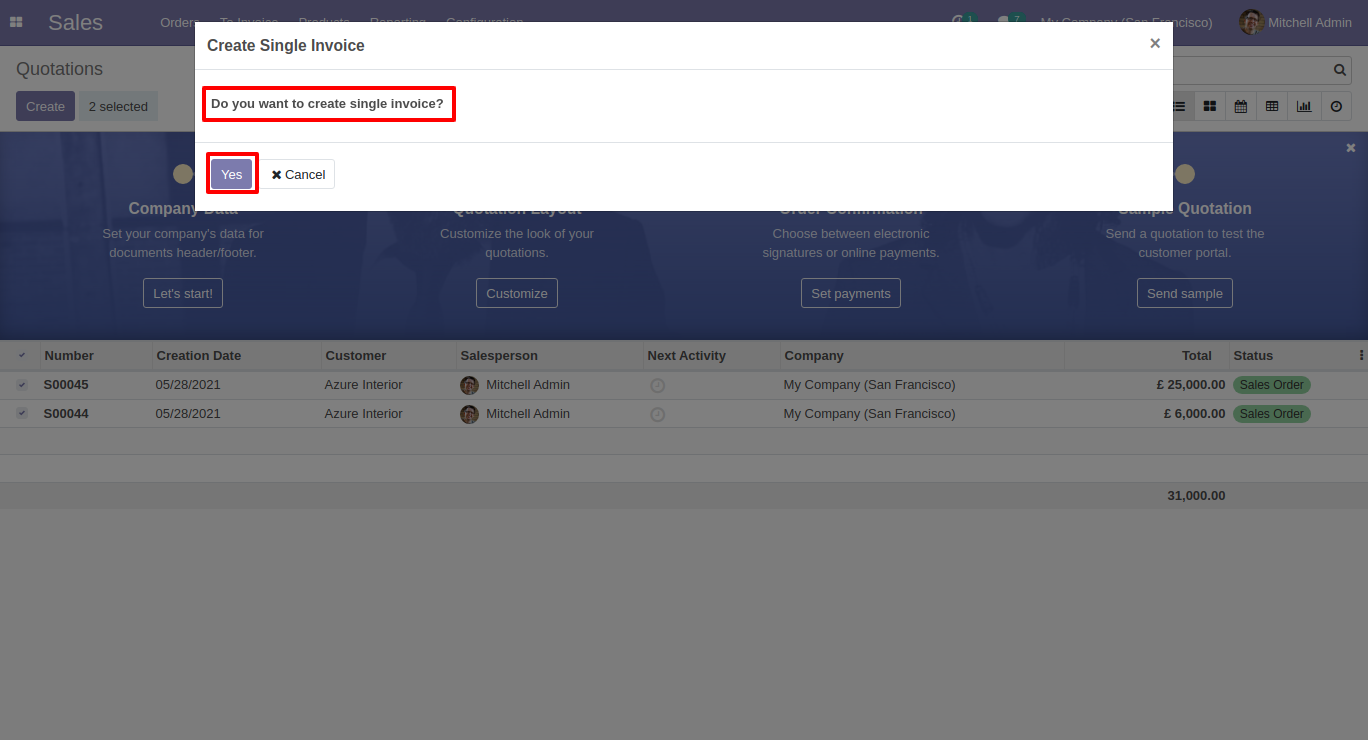 Sales
Orders To Invoice Products Reporting Configuration
1
7
My Company (San Francisco)
Mitchell Admin
Create Single Invoice
×
Quotations
Do you want to create single invoice?
Create
2 selected
Yes
Cancel
Company Data
Set your company's data for
documents header/footer.
Let's start!
Quotation Layout
Customize the look of your
quotations.
Customize
Order Confirmation
Choose between electronic
signatures or online payments.
Set payments
Sample Quotation
Send a quotation to test the
customer portal.
Send sample
Number Creation Date Customer Salesperson Next Activity Company Total Status
S00045 05/28/2021 Azure Interior Mitchell Admin My Company (San Francisco) £ 25,000.00 Sales Order
S00044 05/28/2021 Azure Interior Mitchell Admin My Company (San Francisco) £ 6,000.00 Sales Order
31,000.00